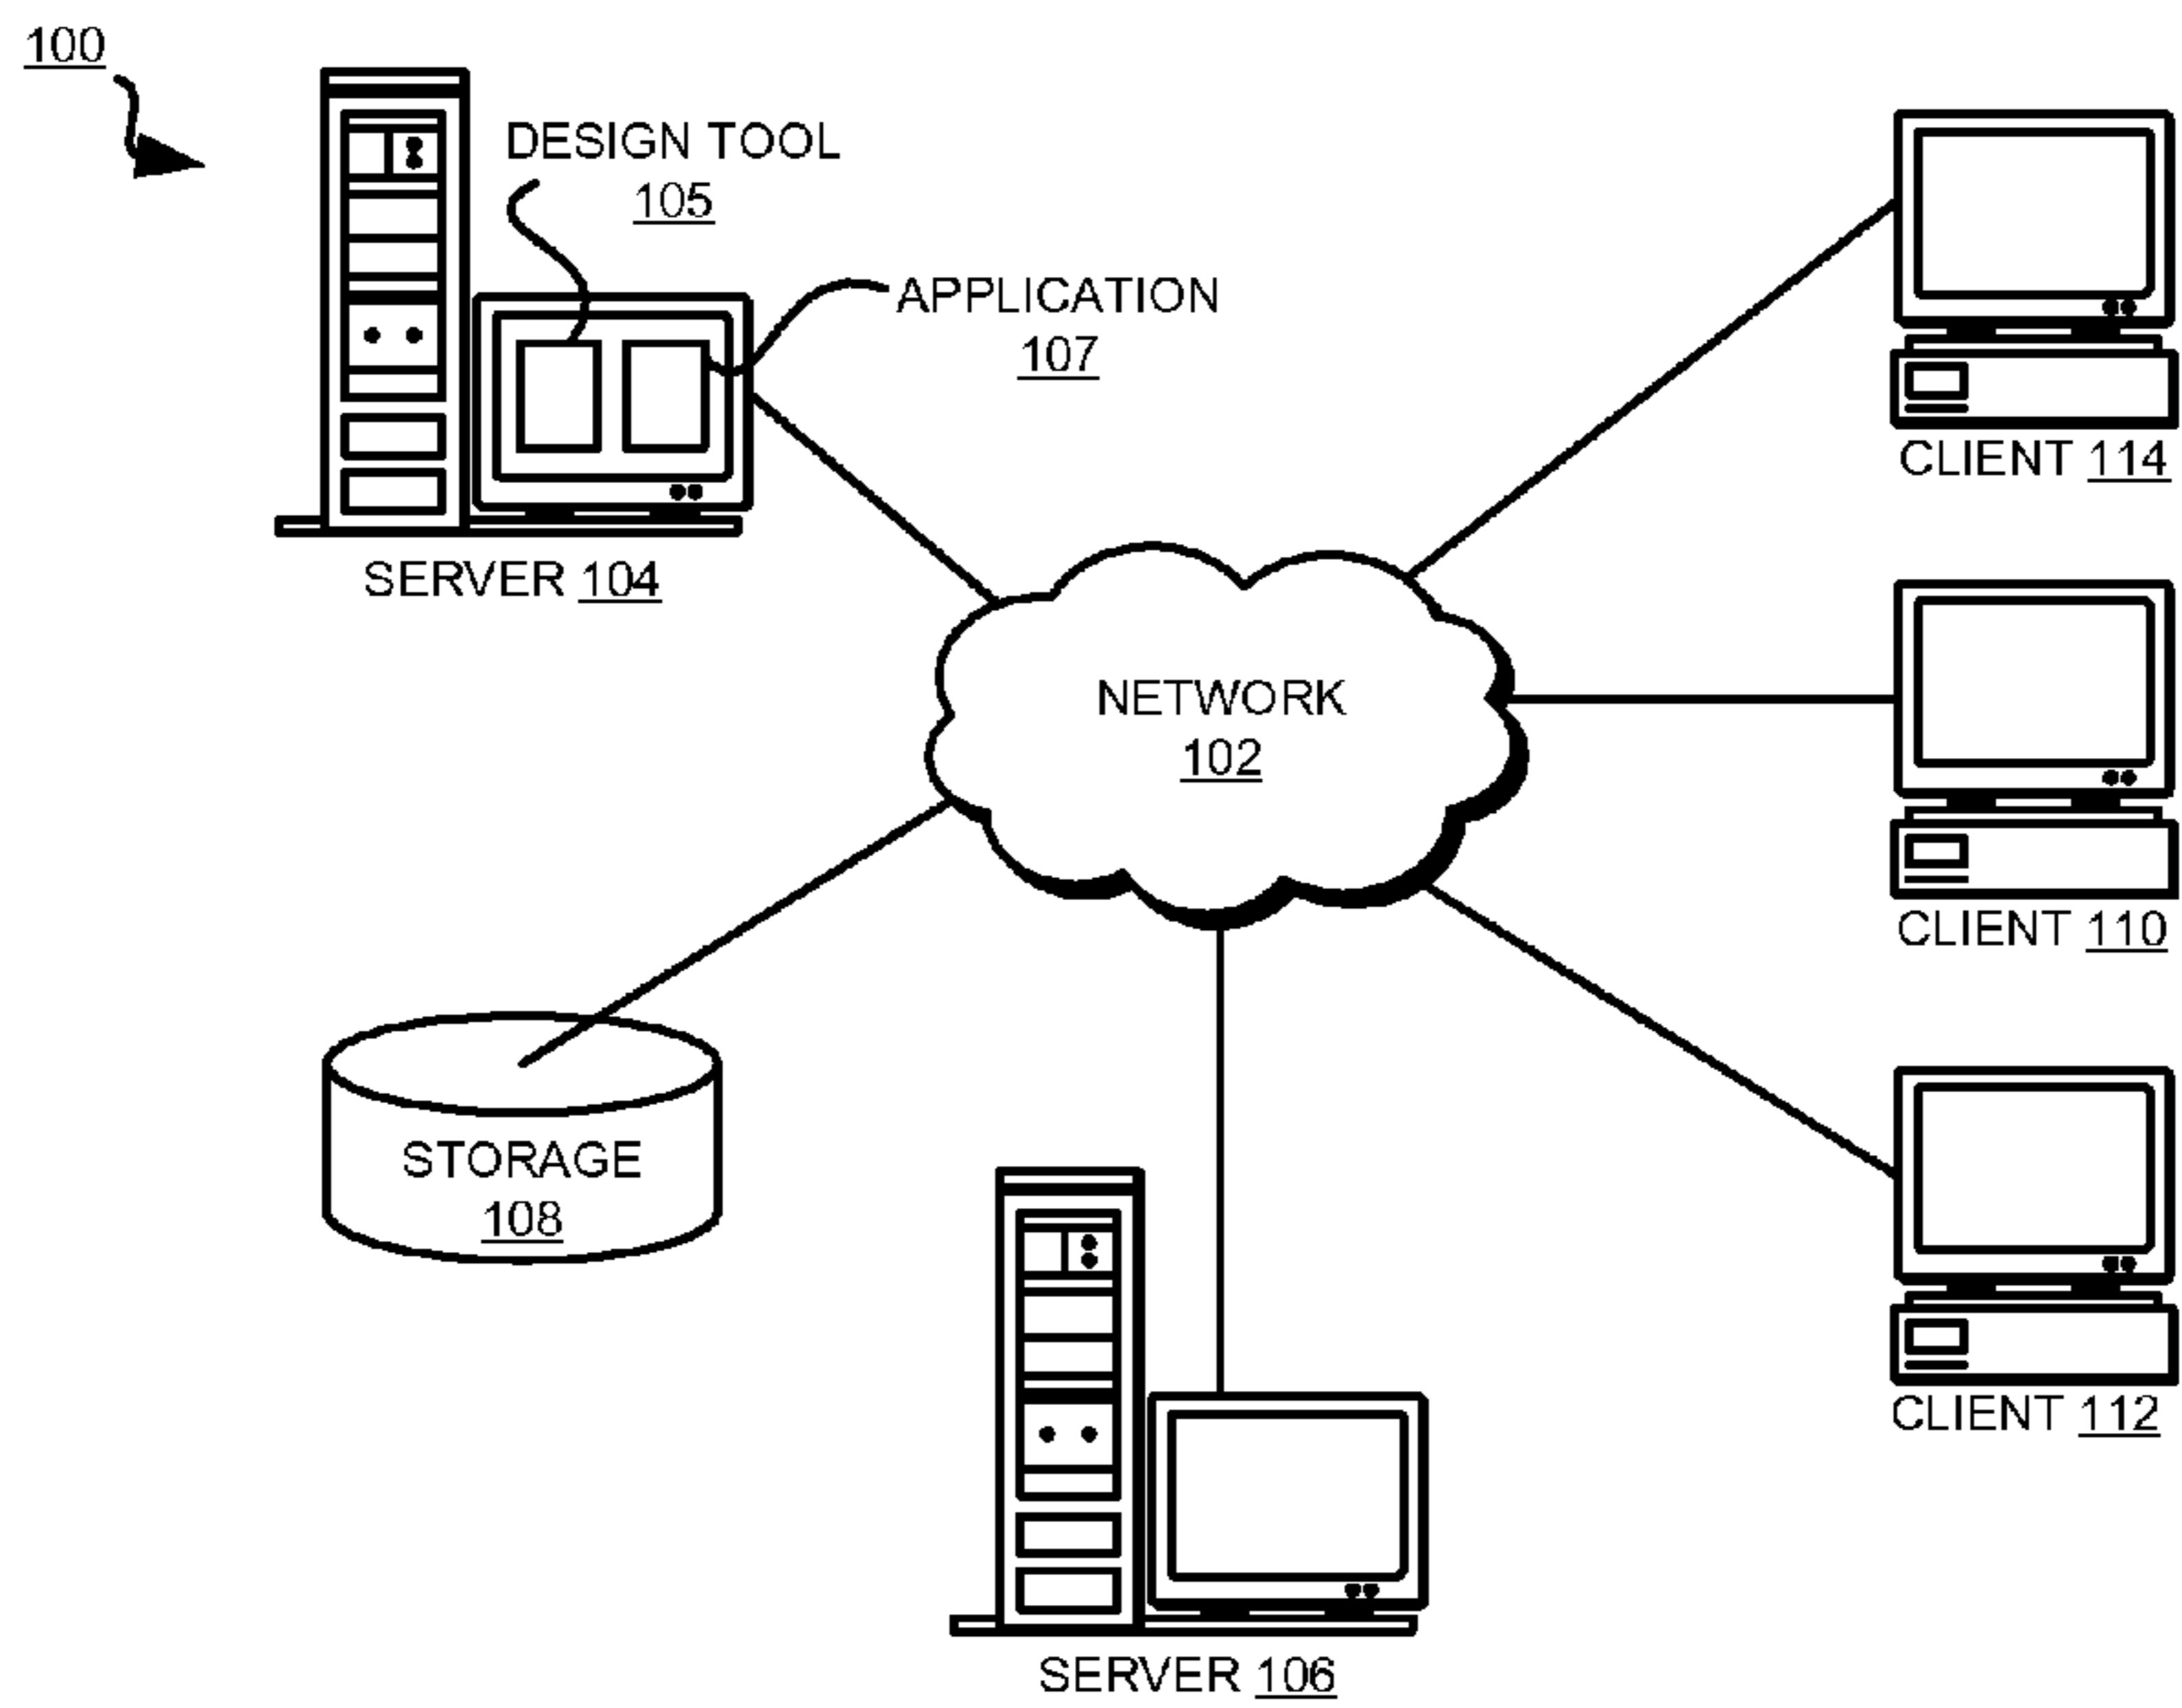 100
DESIGN TOOL
105
APPLICATION
107
SERVER 104
CLIENT 114
NETWORK
102
CLIENT 110
STORAGE
108
CLIENT 112
SERVER 106